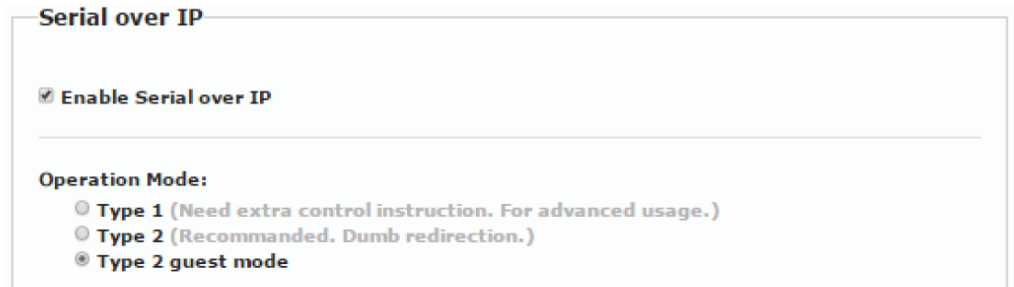 Serial over IP
Enable Serial over IP
Operation Mode:
Type 1 (Need extra control instruction. For advanced usage.)
Type 2 (Recommanded. Dumb redirection.)
Type 2 guest mode